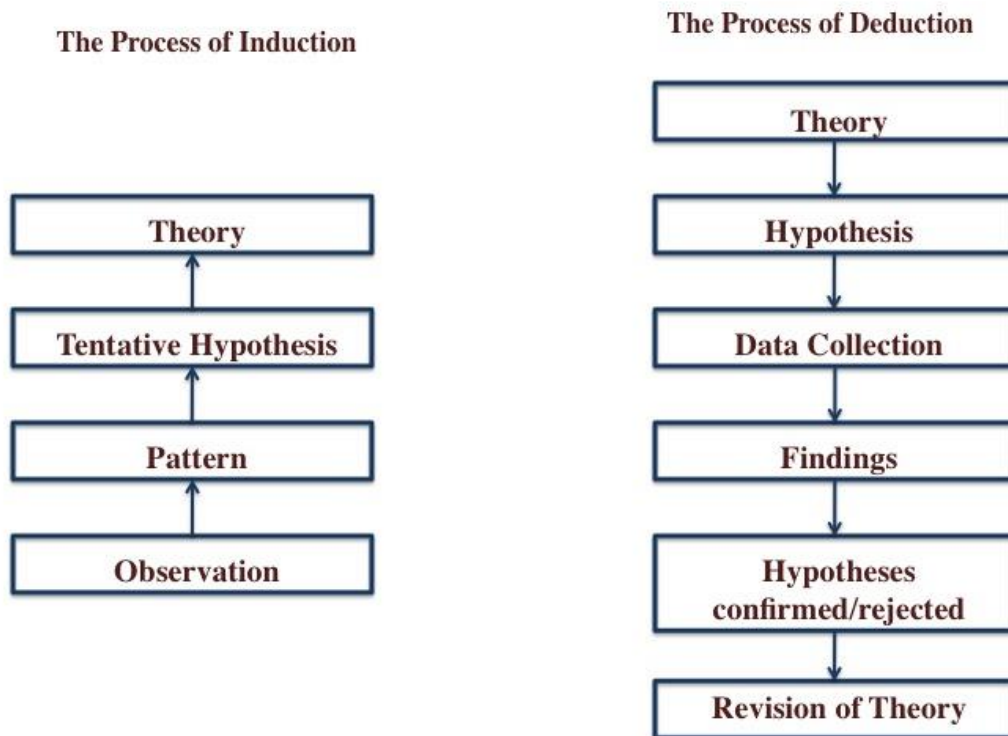 The Process of Induction
Theory
Tentative Hypothesis
Pattern
Observation
The Process of Deduction
Theory
Hypothesis
Data Collection
Findings
Hypotheses
confirmed/rejected
Revision of Theory